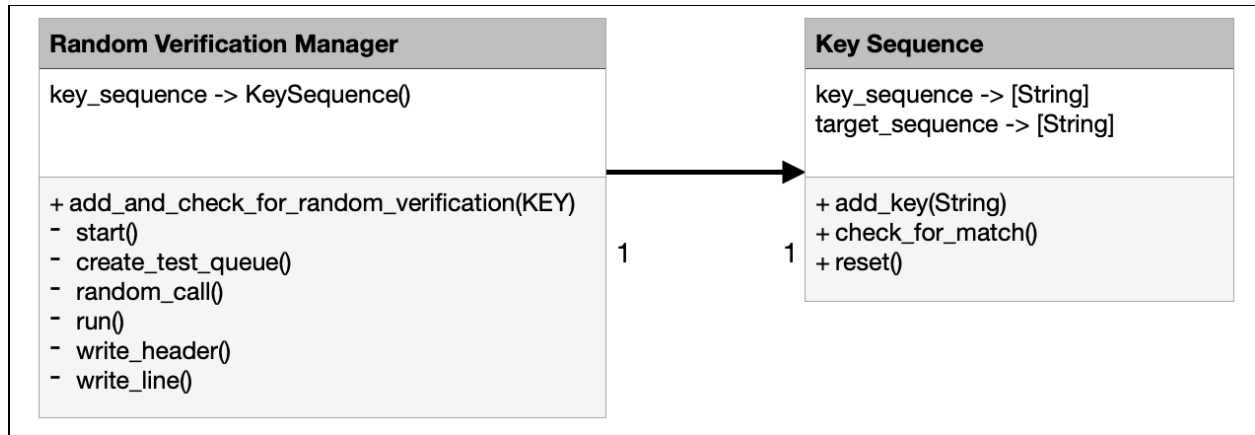 Random Verification Manager
key_sequence -> KeySequence()
+ add_and_check_for_random_verification(KEY)
- start()
- create_test_queue()
- random_call()
- run()
- write_header()
- write_line()
1
1
Key Sequence
key_sequence -> [String]
target_sequence -> [String]
+ add_key(String)
+ check_for_match()
+ reset()